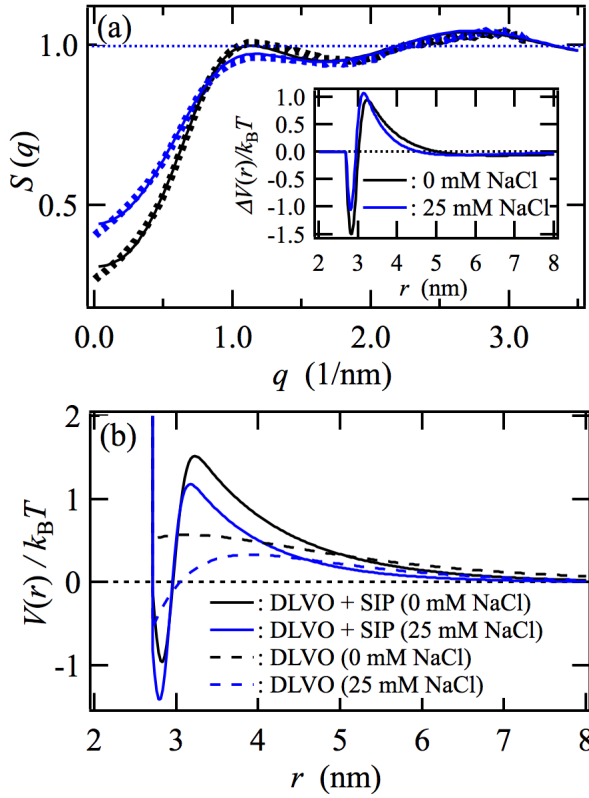 (a)
1.0
0.5
S(q)
0.0
1.0
2.0
3.0
q (1/nm)
1.0
0.5
0.0
-0.5
-1.0
-1.5
ΔV(r)/kBT
: 0 mM NaCl
: 25 mM NaCl
2 3 4 5 6 7 8
r (nm)
(b)
2
1
0
-1
V(r) / kBT
: DLVO + SIP (0 mM NaCl)
: DLVO + SIP (25 mM NaCl)
: DLVO (0 mM NaCl)
: DLVO (25 mM NaCl)
2 3 4 5 6 7 8
r (nm)